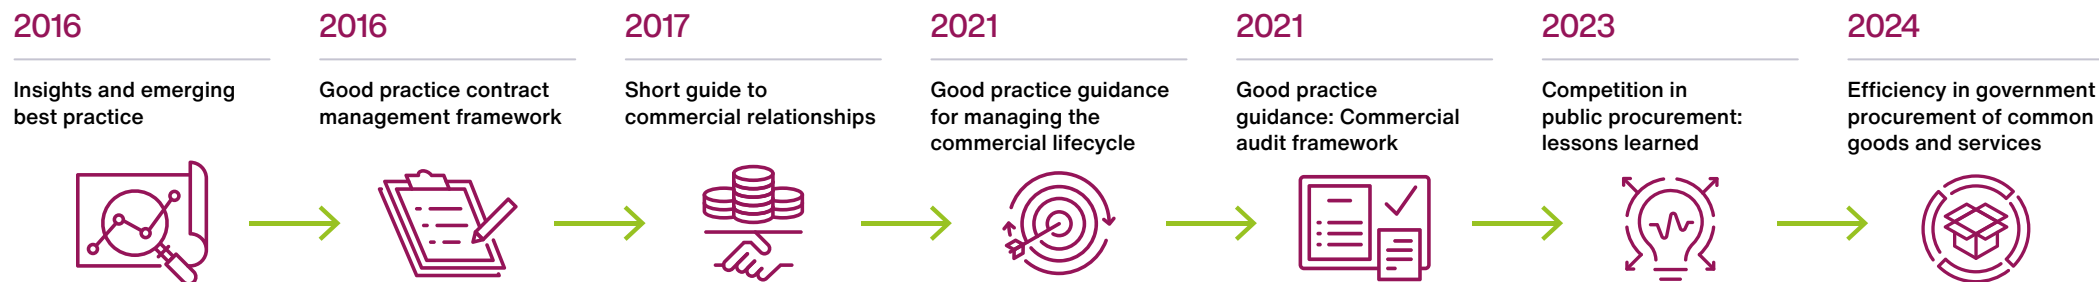 2016
Insights and emerging
best practice
2016
Good practice contract
management framework
2017
Short guide to
commercial relationships
2021
Good practice guidance
for managing the
commercial lifecycle
2021
Good practice
guidance: Commercial
audit framework
2023
Competition in
public procurement:
lessons learned
2024
Efficiency in government
procurement of common
goods and services